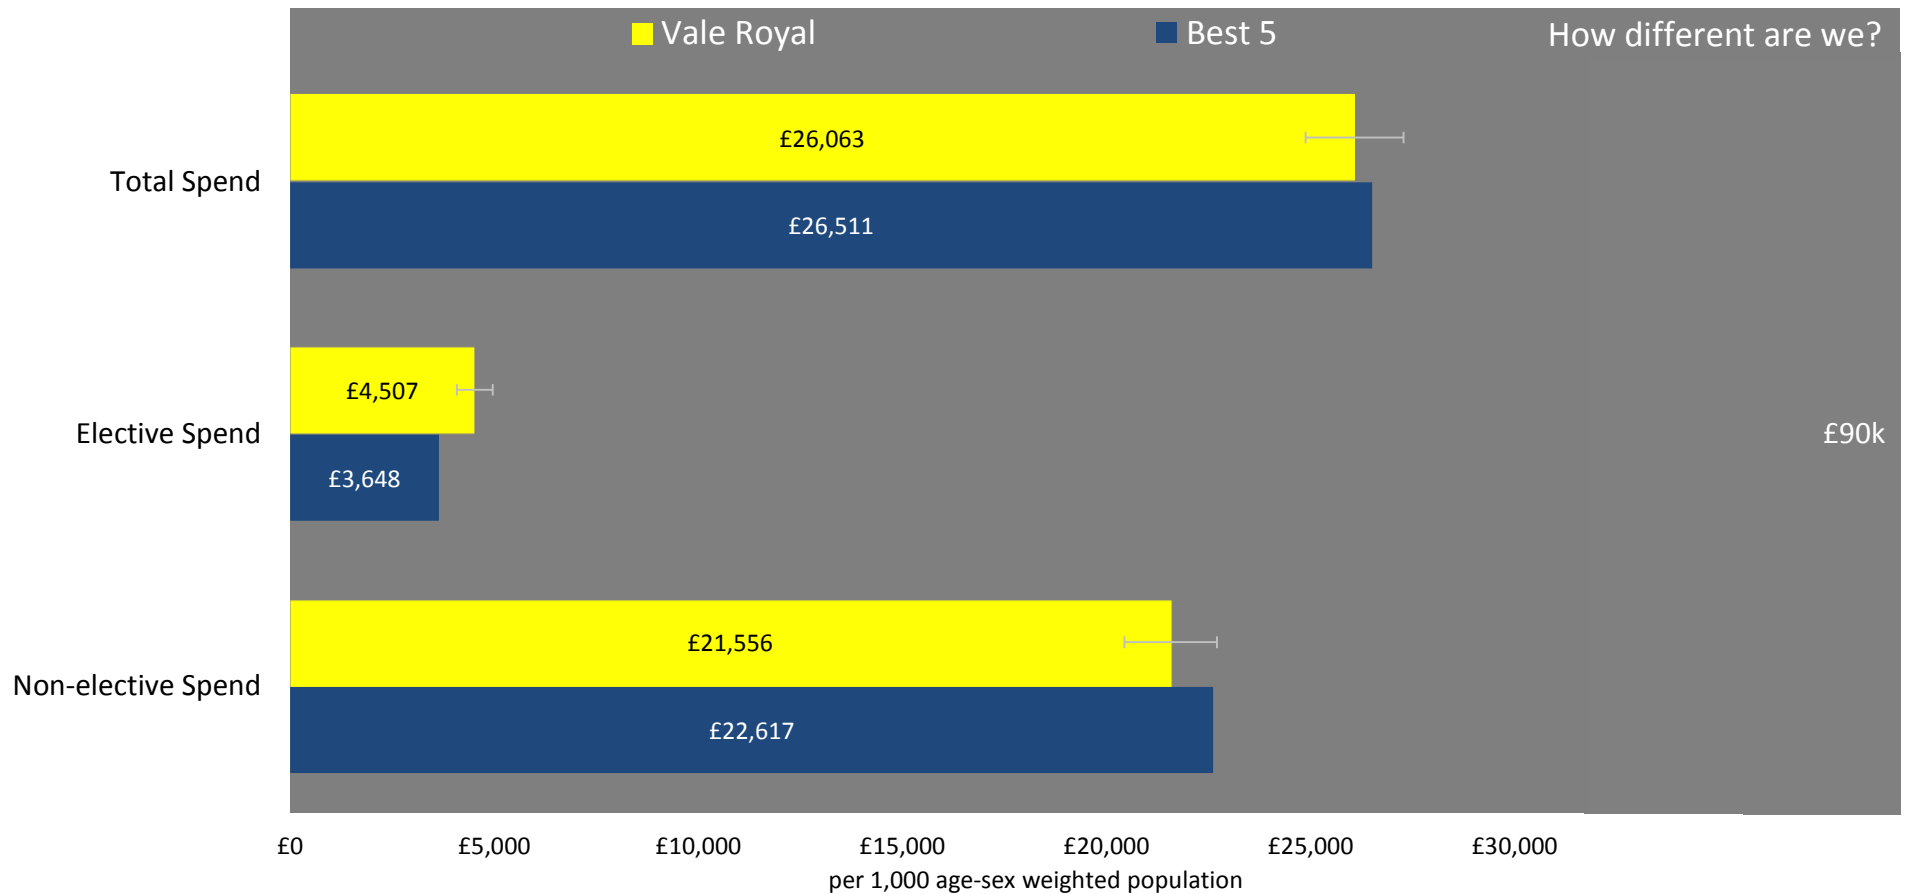 Vale Royal
Best 5
How different are we?
Total Spend
£26,063
£26,511
Elective Spend
£4,507
£3,648
£90k
Non-elective Spend
£21,556
£22,617
£0 £5,000 £10,000 £15,000 £20,000 £25,000 £30,000
per 1,000 age-sex weighted population